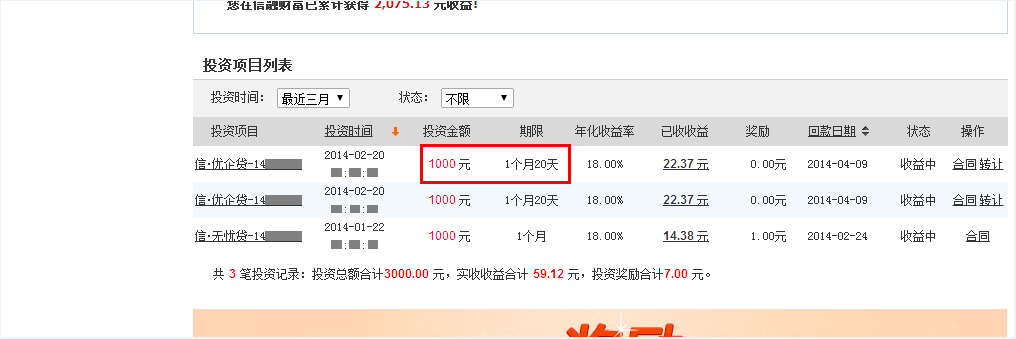 您在信融财富已累计获得 2,075.13 元收益!
投资项目列表
投资时间： 最近三月 状态： 不限
投资项目 投资时间 投资金额 期限 年化收益率 已收收益 奖励 回款日期 状态 操作
信·优企贷-14 2014-02-20 1000 元 1个月20天 18.00% 22.37 元 0.00元 2014-04-09 收益中 合同 转让
信·优企贷-14 2014-02-20 1000 元 1个月20天 18.00% 22.37 元 0.00元 2014-04-09 收益中 合同 转让
信·无忧贷-14 2014-01-22 1000 元 1个月 18.00% 14.38 元 1.00元 2014-02-24 收益中 合同
共 3 笔投资记录：投资总额合计3000.00 元，实收收益合计 59.12 元，投资奖励合计7.00 元。
奖励